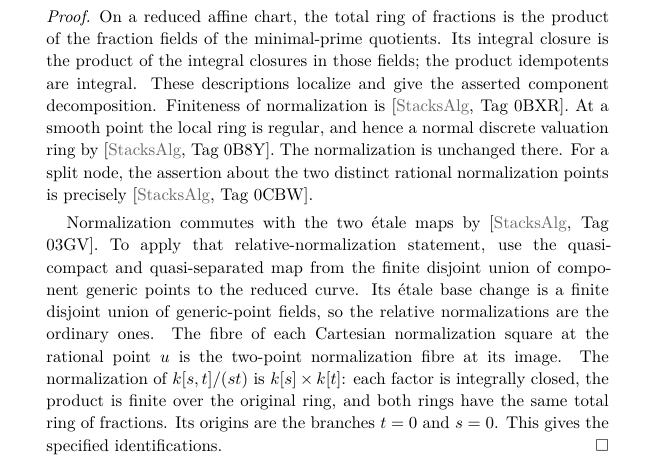 Proof. On a reduced affine chart, the total ring of fractions is the product
of the fraction fields of the minimal-prime quotients. Its integral closure is
the product of the integral closures in those fields; the product idempotents
are integral. These descriptions localize and give the asserted component
decomposition. Finiteness of normalization is [StacksAlg, Tag 0BXR]. At a
smooth point the local ring is regular, and hence a normal discrete valuation
ring by [StacksAlg, Tag 0B8Y]. The normalization is unchanged there. For a
split node, the assertion about the two distinct rational normalization points
is precisely [StacksAlg, Tag 0CBW].
Normalization commutes with the two étale maps by [StacksAlg, Tag
03GV]. To apply that relative-normalization statement, use the quasi-
compact and quasi-separated map from the finite disjoint union of compo-
nent generic points to the reduced curve. Its étale base change is a finite
disjoint union of generic-point fields, so the relative normalizations are the
ordinary ones. The fibre of each Cartesian normalization square at the
rational point u is the two-point normalization fibre at its image. The
normalization of k[s, t]/(st) is k[s] × k[t]: each factor is integrally closed, the
product is finite over the original ring, and both rings have the same total
ring of fractions. Its origins are the branches t = 0 and s = 0. This gives the
specified identifications. □